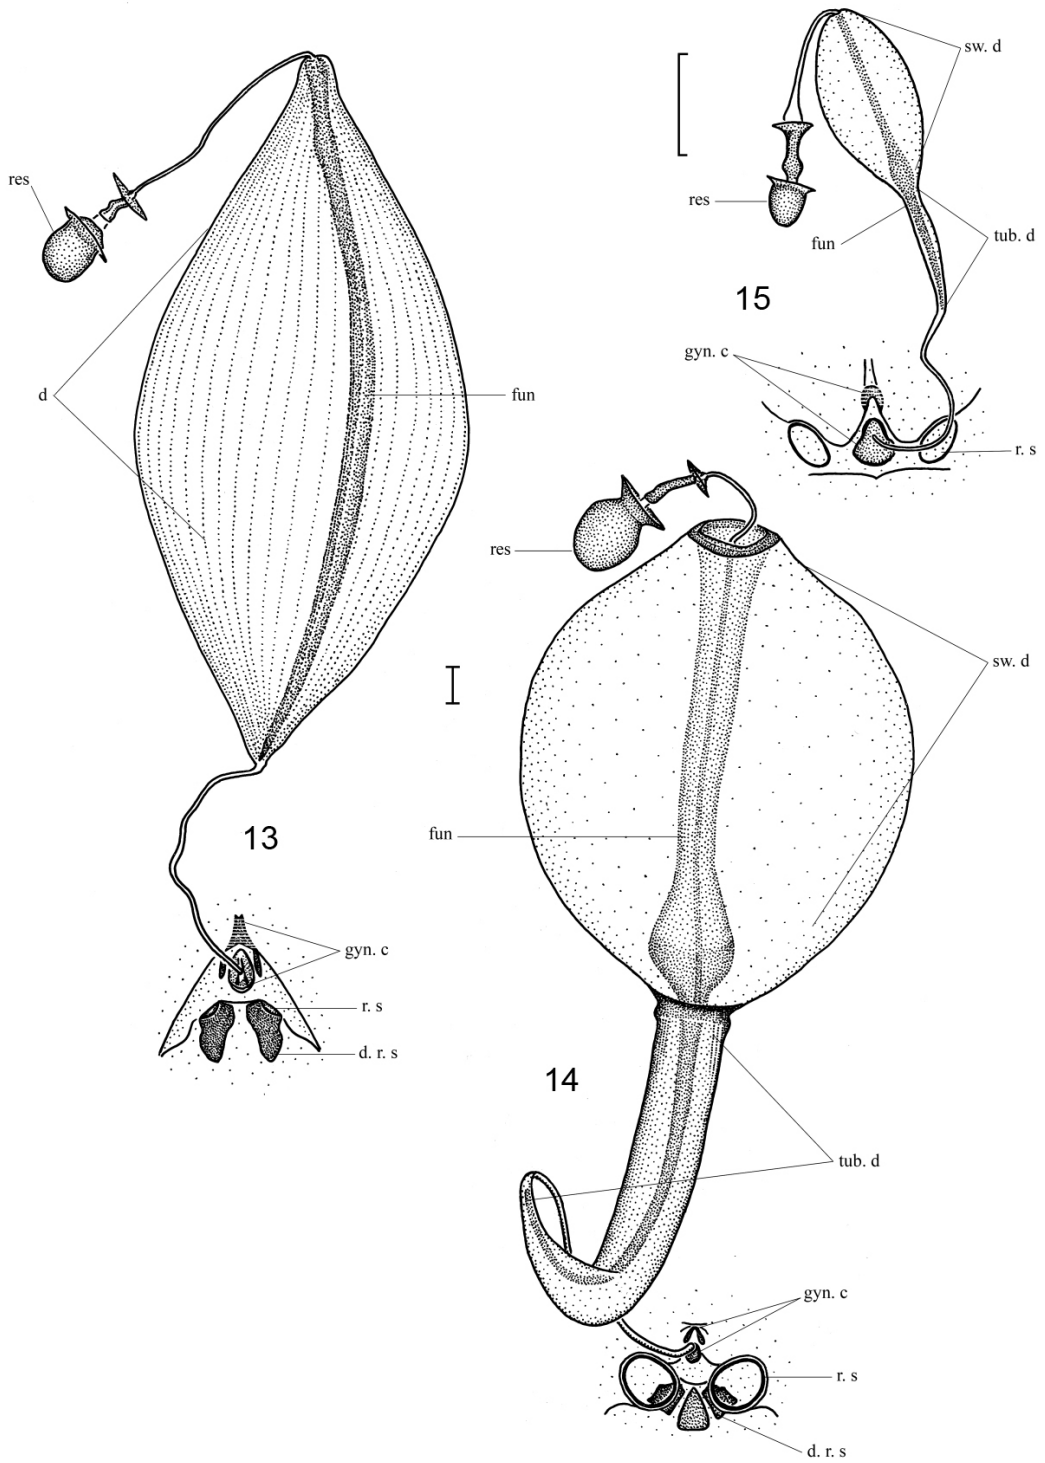 res
d
fun
13
gyn. c
r. s
d. r. s
sw. d
res
fun
tub. d
15
gyn. c
r. s
res
sw. d
fun
14
tub. d
gyn. c
r. s
d. r. s